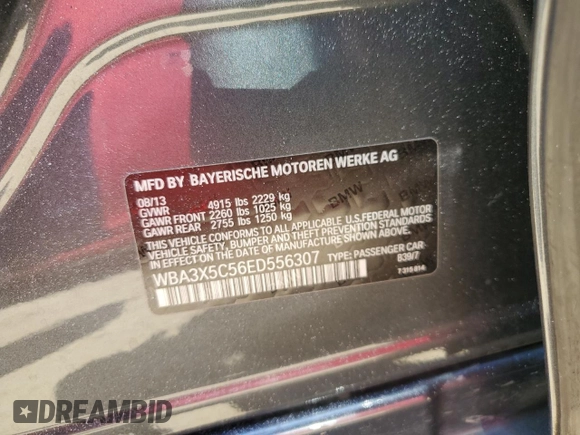 MFD BY BAYERISCHE MOTOREN WERKE AG
08/13
GVWR 4915 lbs 2229 kg
GAWR FRONT 2260 lbs 1025 kg
GAWR REAR 2755 lbs 1250 kg
THIS VEHICLE CONFORMS TO ALL APPLICABLE U.S. FEDERAL MOTOR
VEHICLE SAFETY, BUMPER, AND THEFT PREVENTION STANDARDS
IN EFFECT ON THE DATE OF MANUFACTURE SHOWN ABOVE.
WBA3X5C56ED556307 TYPE: PASSENGER CAR
B39/7
7 318 814
DREAMBID